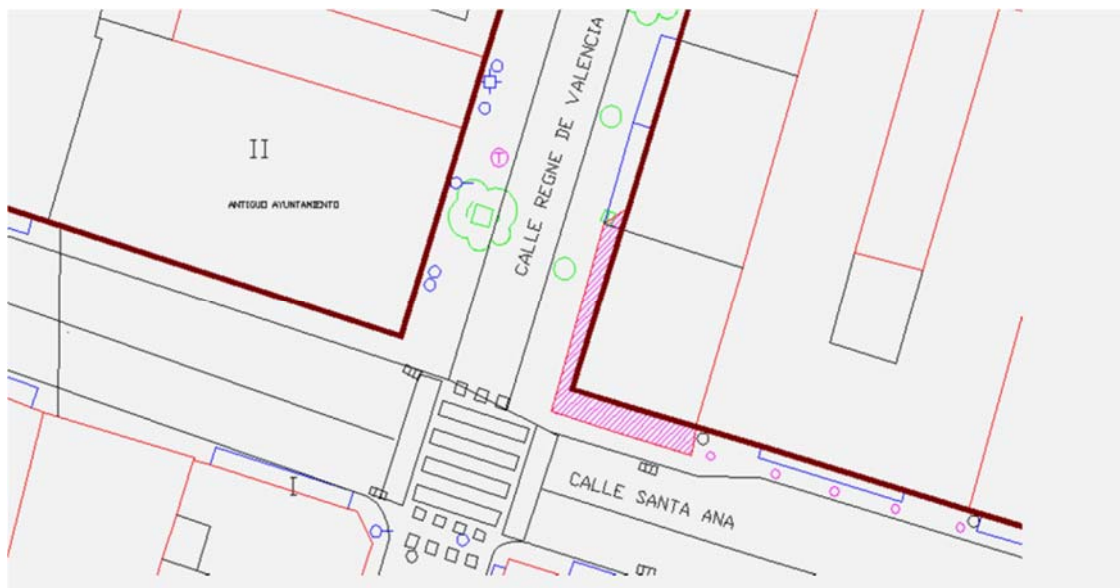 II
ANTIGUO AYUNTAMIENTO
CALLE REGNE DE VALENCIA
T
I
CALLE SANTA ANA